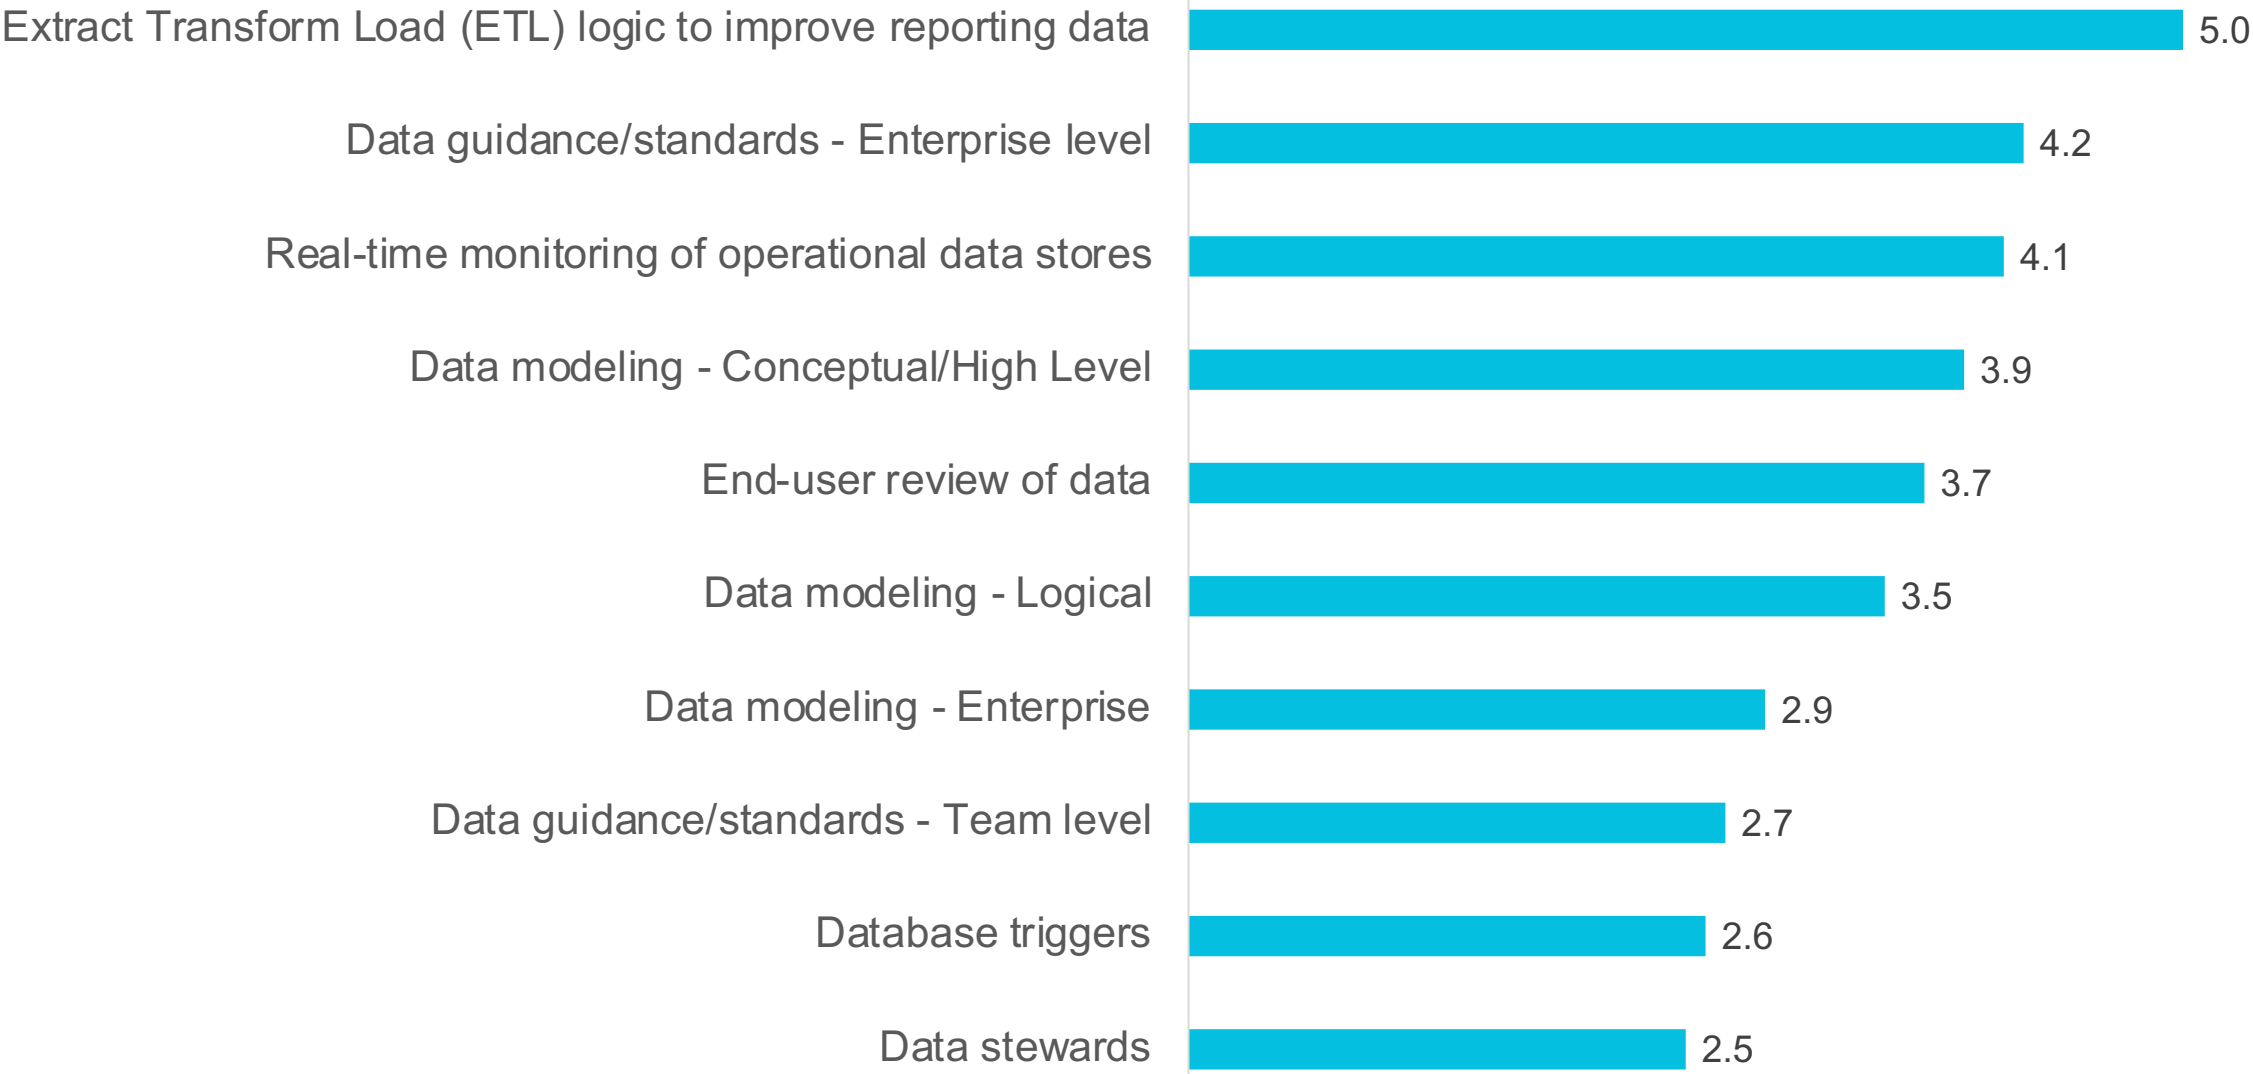 Extract Transform Load (ETL) logic to improve reporting data 5.0
Data guidance/standards - Enterprise level 4.2
Real-time monitoring of operational data stores 4.1
Data modeling - Conceptual/High Level 3.9
End-user review of data 3.7
Data modeling - Logical 3.5
Data modeling - Enterprise 2.9
Data guidance/standards - Team level 2.7
Database triggers 2.6
Data stewards 2.5